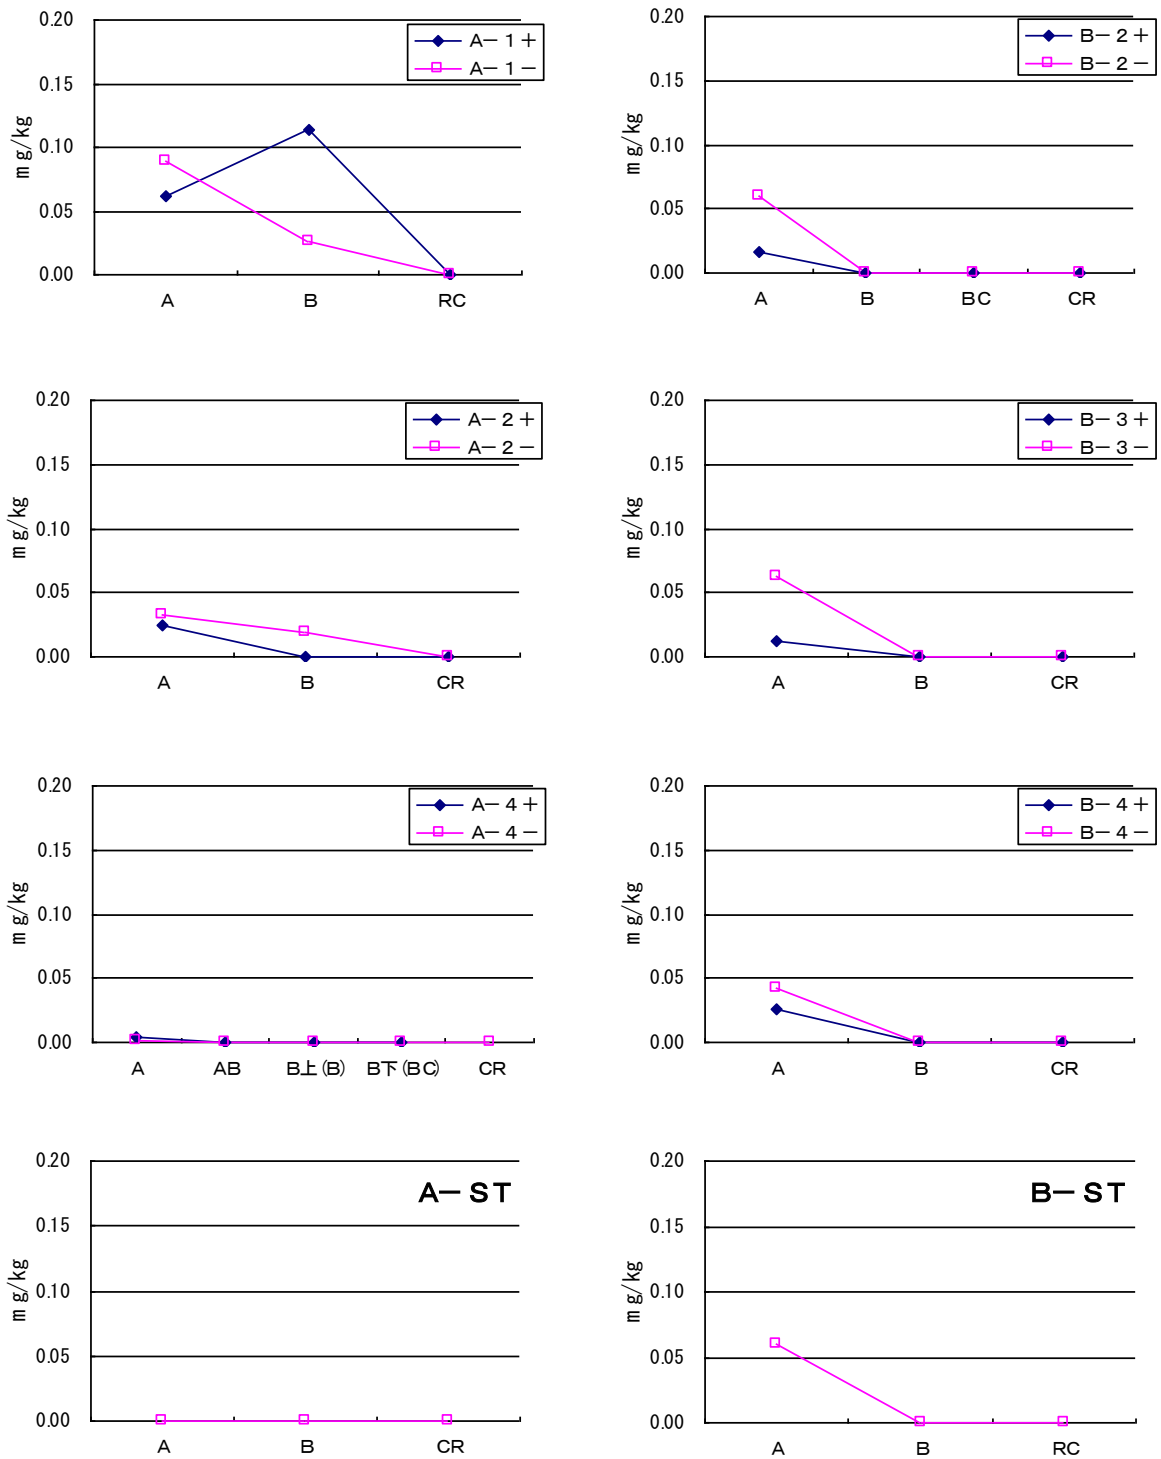 0.20
0.15
0.10
0.05
0.00
mg/kg
A-1+
A-1-
A B RC
0.20
0.15
0.10
0.05
0.00
mg/kg
B-2+
B-2-
A B BC CR
0.20
0.15
0.10
0.05
0.00
mg/kg
A-2+
A-2-
A B CR
0.20
0.15
0.10
0.05
0.00
mg/kg
B-3+
B-3-
A B CR
0.20
0.15
0.10
0.05
0.00
mg/kg
A-4+
A-4-
A AB B上(B) B下(BC) CR
0.20
0.15
0.10
0.05
0.00
mg/kg
B-4+
B-4-
A B CR
0.20
0.15
0.10
0.05
0.00
mg/kg
A-ST
A B CR
0.20
0.15
0.10
0.05
0.00
mg/kg
B-ST
A B RC